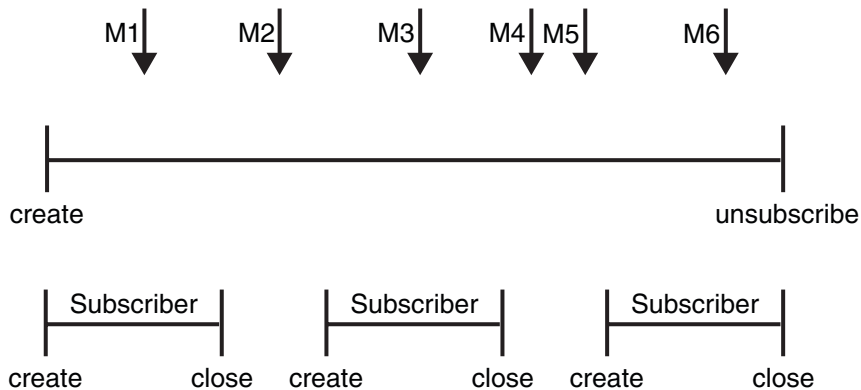 M1 M2 M3 M4 M5 M6
create unsubscribe
Subscriber Subscriber Subscriber
create close create close create close